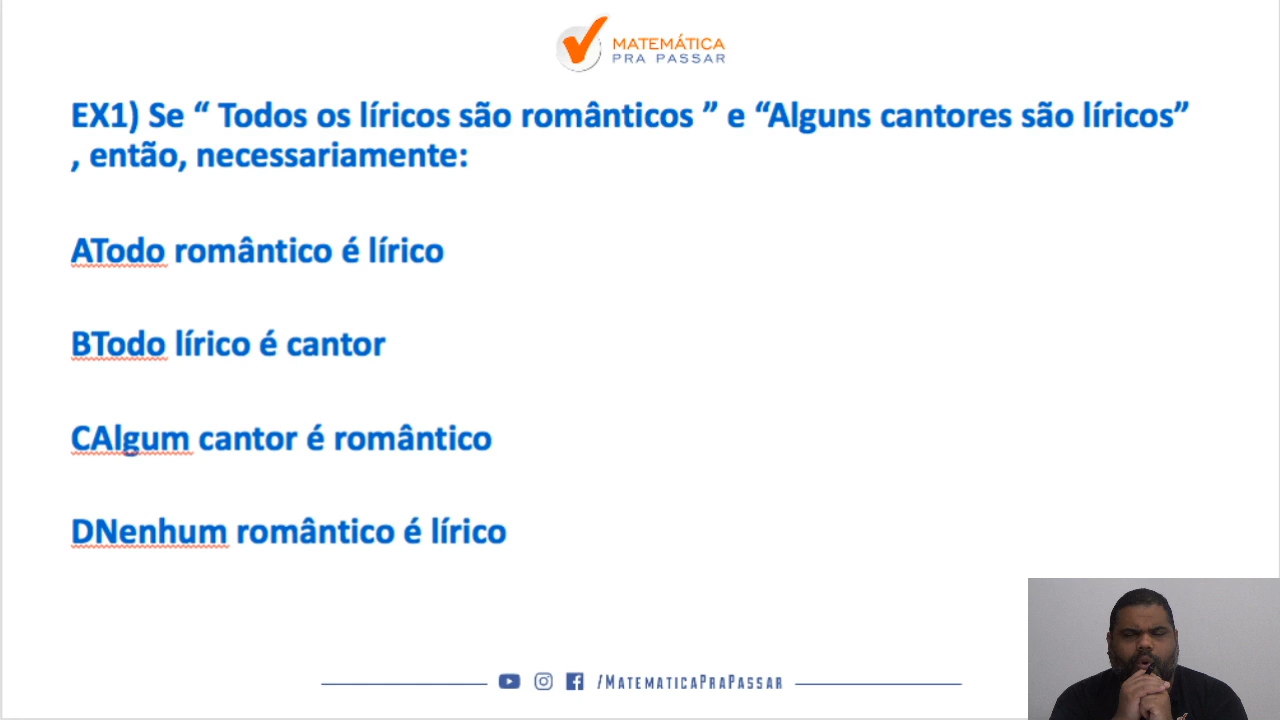 MATEMÁTICA
PRA PASSAR
EX1) Se “ Todos os líricos são românticos ” e “Alguns cantores são líricos”
, então, necessariamente:
ATodo romântico é lírico
BTodo lírico é cantor
CAlgum cantor é romântico
DNenhum romântico é lírico
/MATEMATICAPRAPASSAR